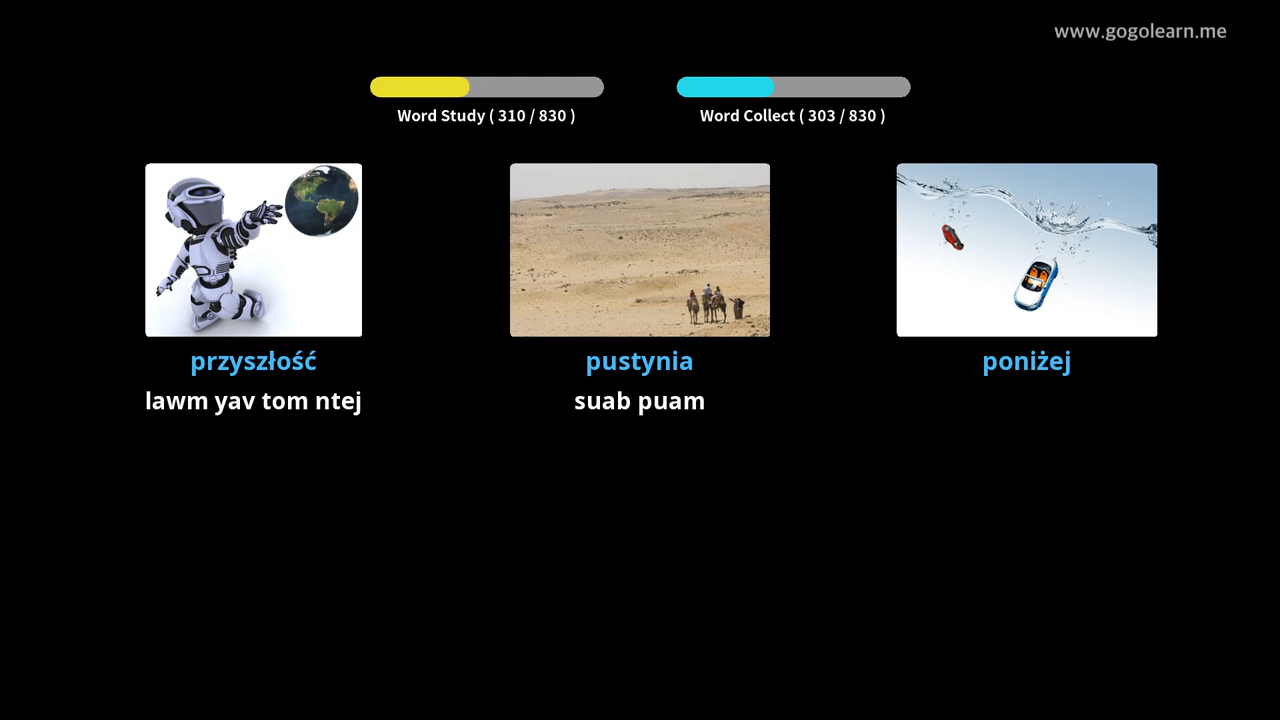 www.gogolearn.me
Word Study ( 310 / 830 )
Word Collect ( 303 / 830 )
przyszłość
pustynia
poniżej
lawm yav tom ntej
suab puam